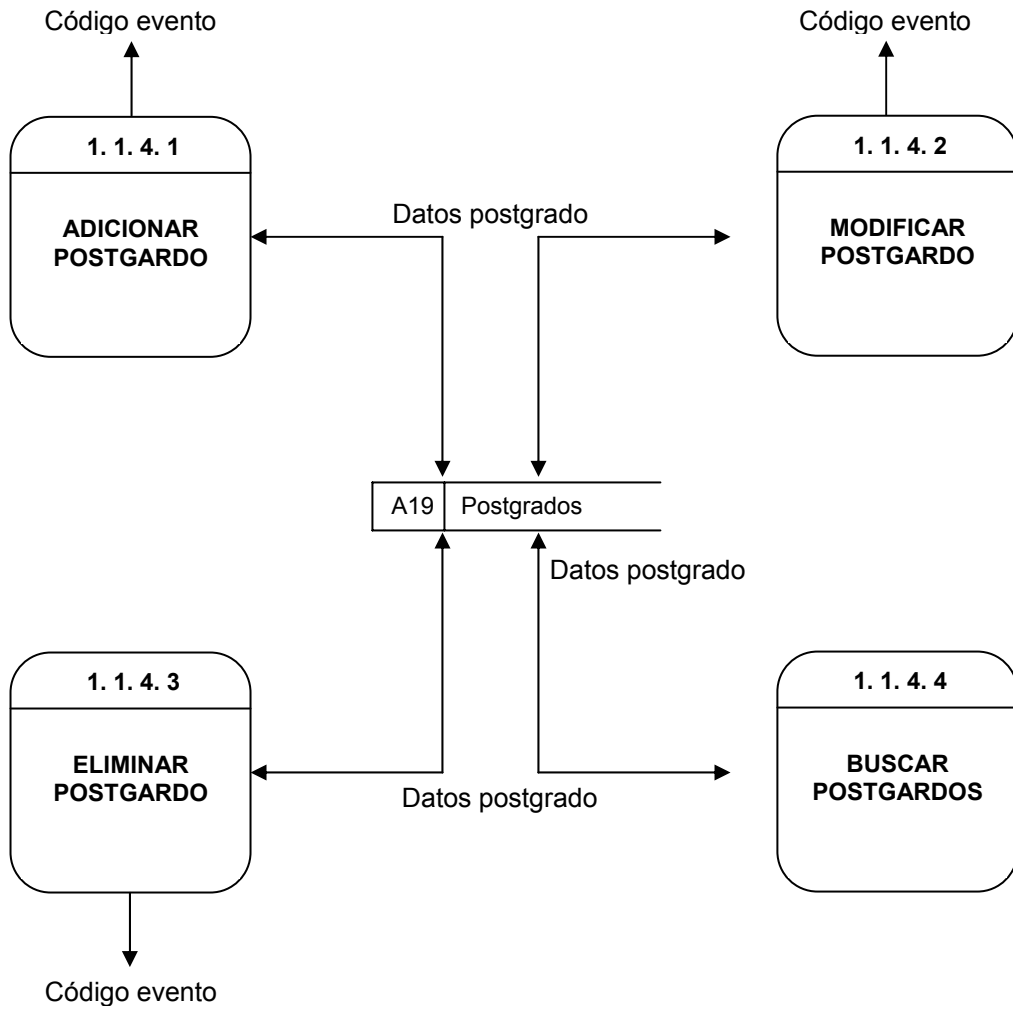 Código evento
Código evento
1. 1. 4. 1
1. 1. 4. 2
ADICIONAR
POSTGARDO
Datos postgrado
MODIFICAR
POSTGARDO
A19 Postgrados
Datos postgrado
1. 1. 4. 3
1. 1. 4. 4
ELIMINAR
POSTGARDO
Datos postgrado
BUSCAR
POSTGARDOS
Código evento